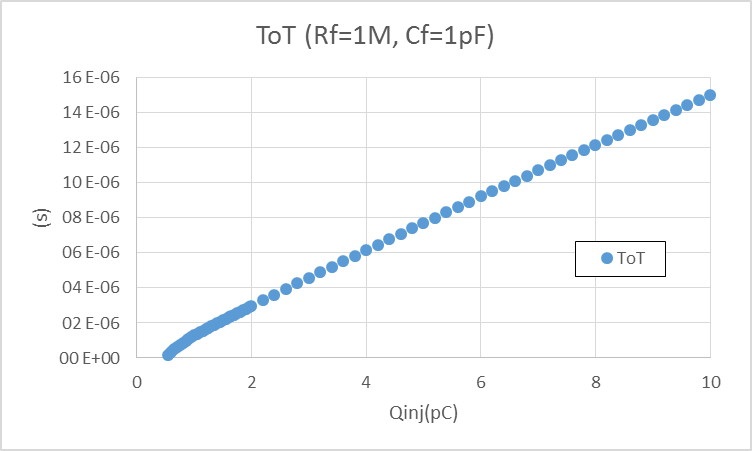 ToT (Rf=1M, Cf=1pF)
16 E-06
14 E-06
12 E-06
10 E-06
08 E-06
06 E-06
04 E-06
02 E-06
00 E+00
(s)
ToT
0 2 4 6 8 10
Qinj(pC)